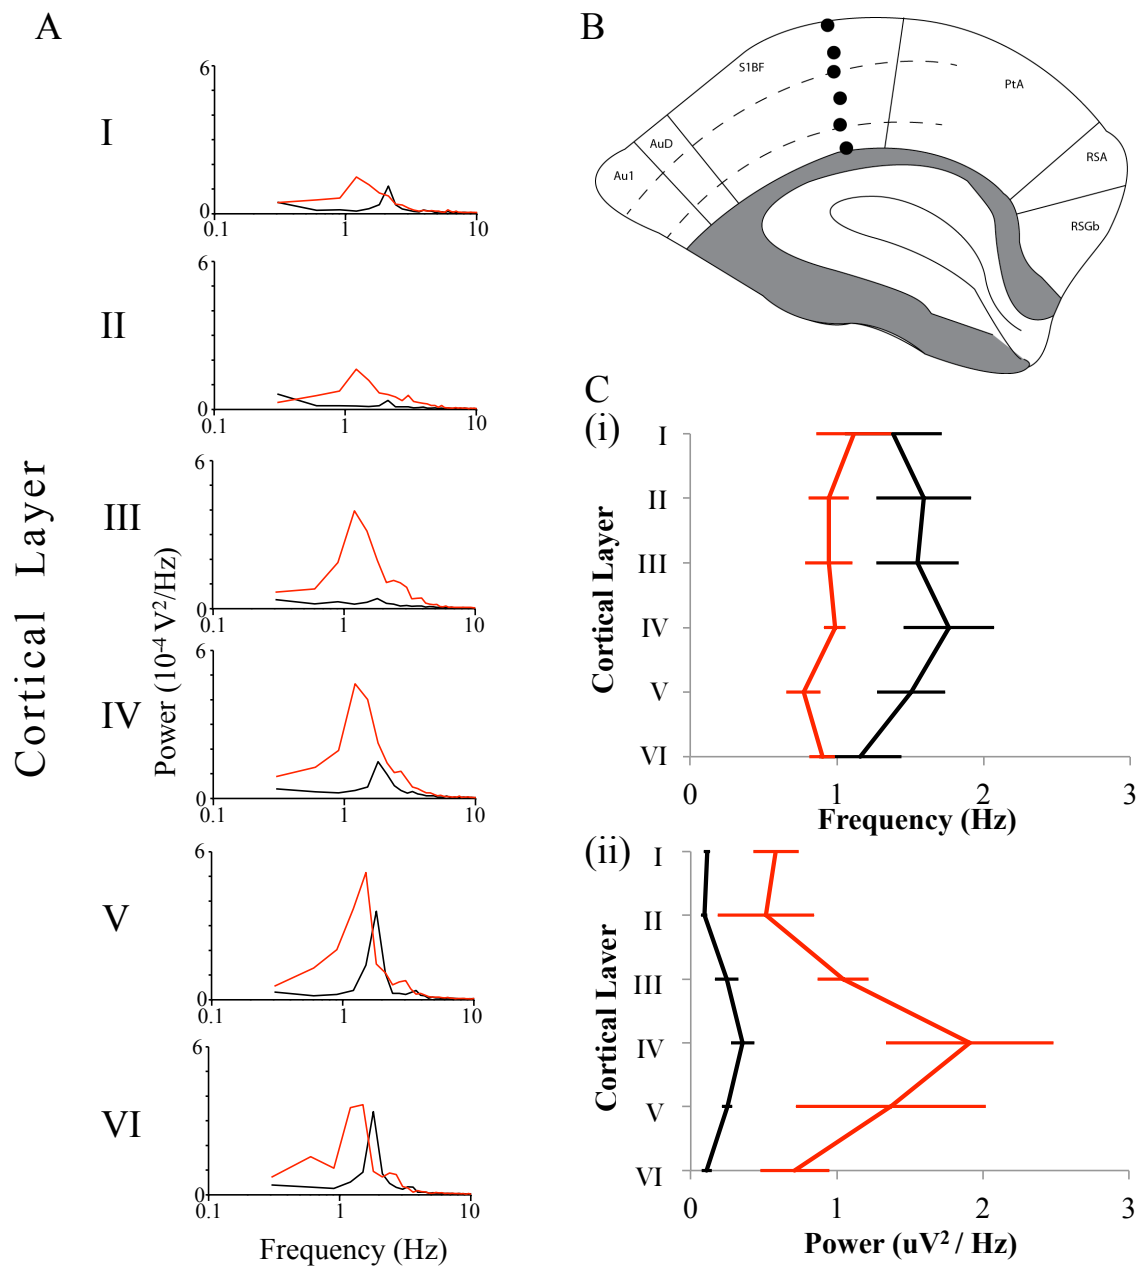 A
I
6
0
0.1
1
10
II
6
0
0.1
1
10
III
6
0
0.1
1
10
IV
6
0
0.1
1
10
V
6
0
0.1
1
10
VI
6
0
0.1
1
10
Cortical Layer
Power (10⁻⁴ V²/Hz)
Frequency (Hz)
B
S1BF
PtA
AuD
Au1
RSA
RSGb
C
(i)
I
II
III
IV
V
VI
Cortical Layer
0
1
2
3
Frequency (Hz)
(ii)
I
II
III
IV
V
VI
Cortical Laver
0
1
2
3
Power (uV² / Hz)